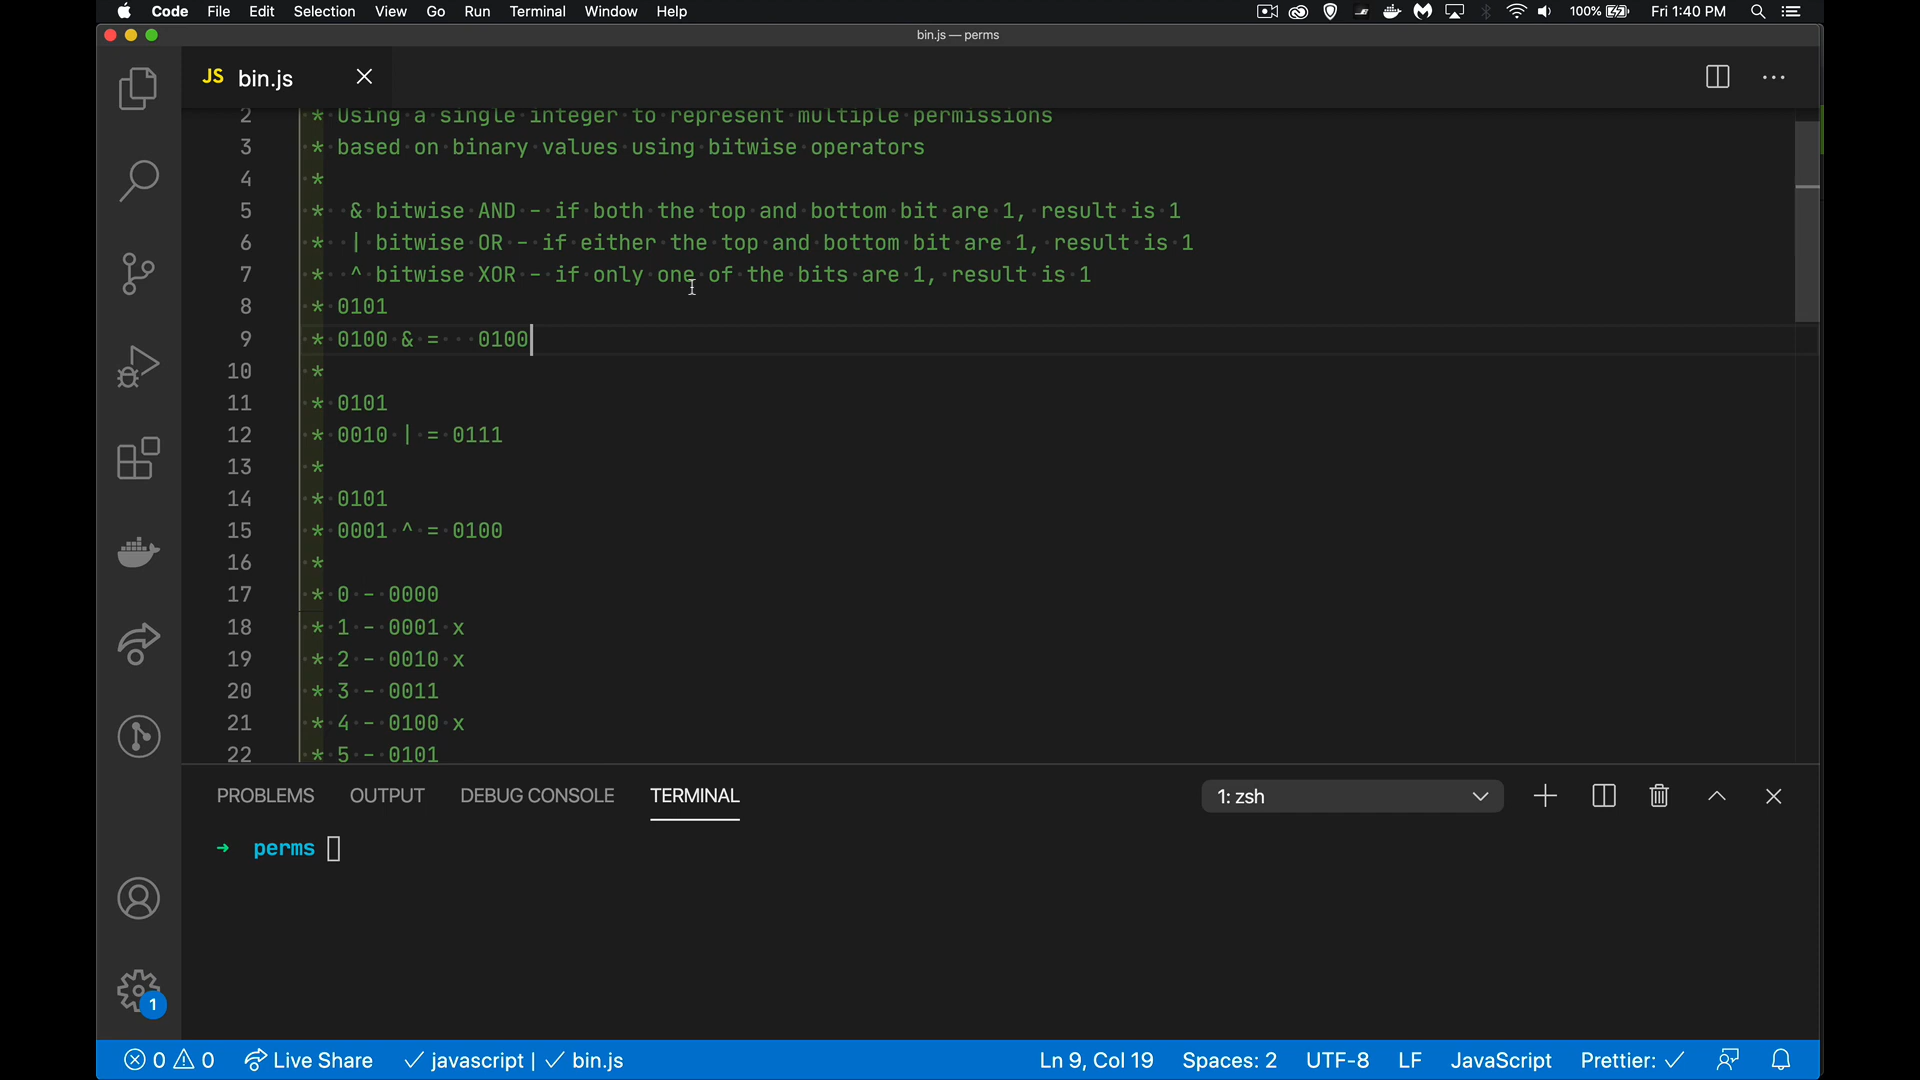 Code File Edit Selection View Go Run Terminal Window Help 100% Fri 1:40 PM
bin.js — perms
JS bin.js
2 * Using a single integer to represent multiple permissions
3 * based on binary values using bitwise operators
4 *
5 * & bitwise AND - if both the top and bottom bit are 1, result is 1
6 * | bitwise OR - if either the top and bottom bit are 1, result is 1
7 * ^ bitwise XOR - if only one of the bits are 1, result is 1
8 * 0101
9 * 0100 & = 0100
10 *
11 * 0101
12 * 0010 | = 0111
13 *
14 * 0101
15 * 0001 ^ = 0100
16 *
17 * 0 - 0000
18 * 1 - 0001 x
19 * 2 - 0010 x
20 * 3 - 0011
21 * 4 - 0100 x
22 * 5 - 0101
PROBLEMS OUTPUT DEBUG CONSOLE TERMINAL 1: zsh
➜ perms
1
0 0 Live Share ✓ javascript | ✓ bin.js Ln 9, Col 19 Spaces: 2 UTF-8 LF JavaScript Prettier: ✓